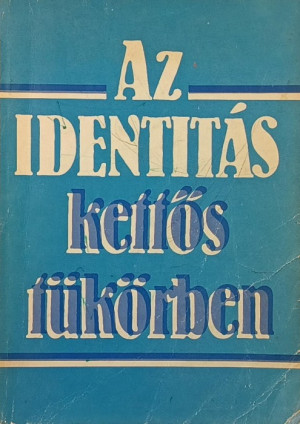 Az
IDENTITÁS
kettős
tükörben